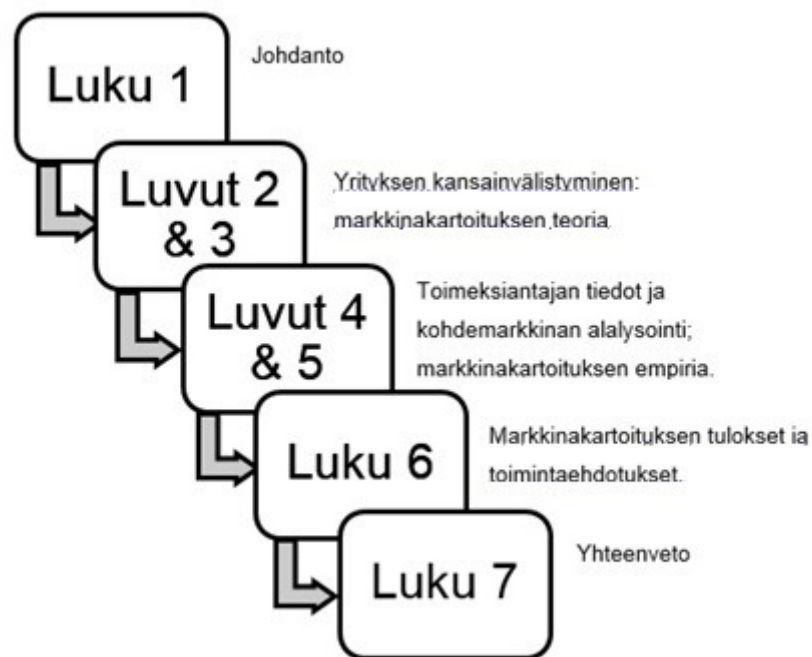 Luku 1
Johdanto
Luvut 2
& 3
Yrityksen kansainvälistyminen:
markkinakartoituksen teoria
Luvut 4
& 5
Toimeksiantajan tiedot ja
kohdemarkkinan alalysointi;
markkinakartoituksen empiria.
Luku 6
Markkinakartoituksen tulokset ja
toimintaehdotukset.
Luku 7
Yhteenveto